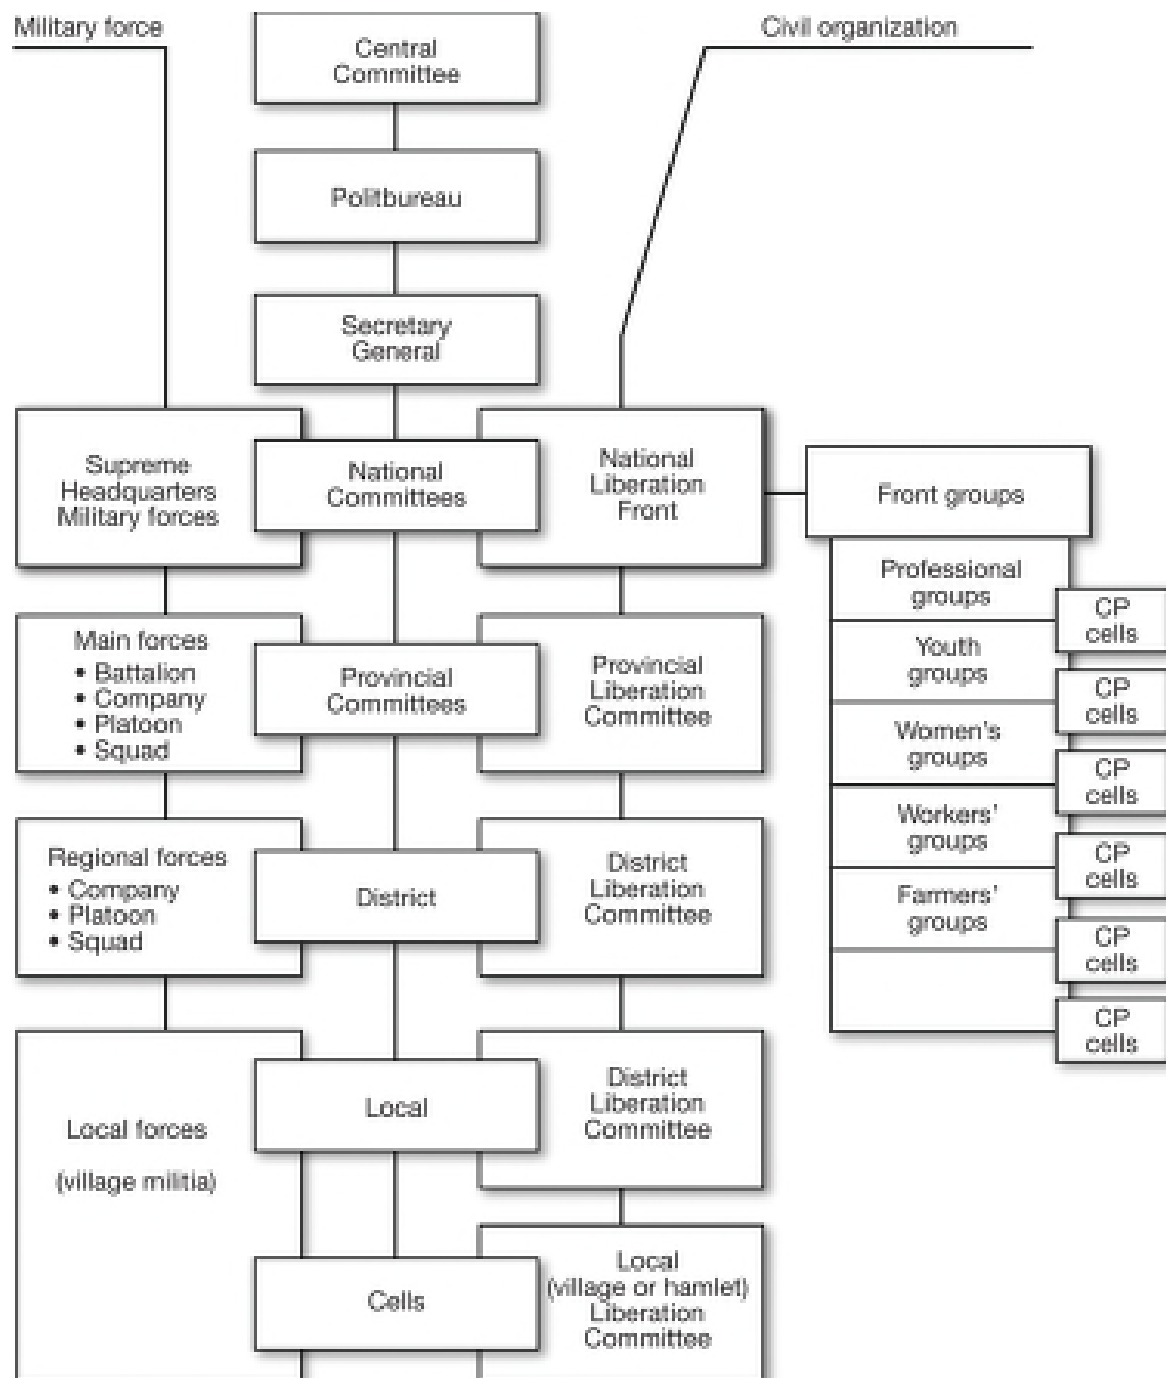 Military force
Civil organization
Central
Committee
Politbureau
Secretary
General
Supreme
Headquarters
Military forces
National
Committees
National
Liberation
Front
Front groups
Professional
groups
CP
cells
Youth
groups
CP
cells
Women's
groups
CP
cells
Workers'
groups
CP
cells
Farmers'
groups
CP
cells
CP
cells
Main forces
• Battalion
• Company
• Platoon
• Squad
Provincial
Committees
Provincial
Liberation
Committee
Regional forces
• Company
• Platoon
• Squad
District
District
Liberation
Committee
Local forces
(village militia)
Local
District
Liberation
Committee
Cells
Local
(village or hamlet)
Liberation
Committee